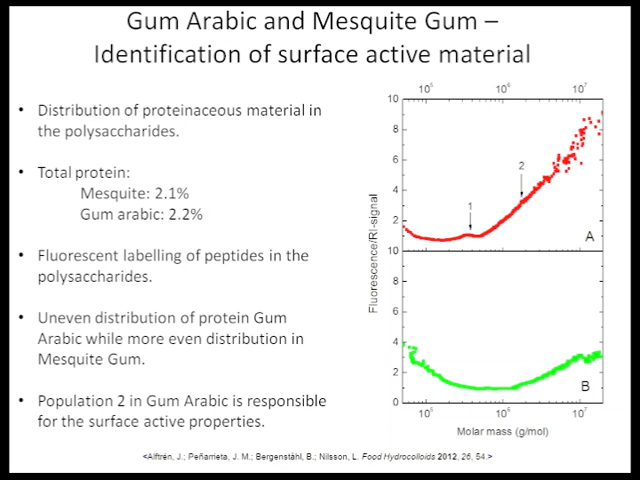 Gum Arabic and Mesquite Gum –
Identification of surface active material
• Distribution of proteinaceous material in
the polysaccharides.
• Total protein:
Mesquite: 2.1%
Gum arabic: 2.2%
• Fluorescent labelling of peptides in the
polysaccharides.
• Uneven distribution of protein Gum
Arabic while more even distribution in
Mesquite Gum.
• Population 2 in Gum Arabic is responsible
for the surface active properties.
10⁵ 10⁶ 10⁷
10
8
6
4
2
1
2
A
Fluorescence/RI-signal
10
8
6
4
2
0
B
10⁵ 10⁶ 10⁷
Molar mass (g/mol)
<Alftrén, J.; Peñarrieta, J. M.; Bergenståhl, B.; Nilsson, L. Food Hydrocolloids 2012, 26, 54.>